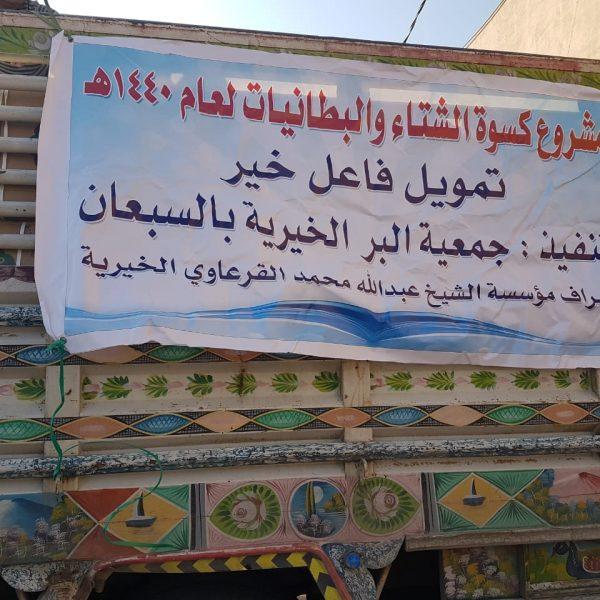 مشروع كسوة الشتاء والبطانيات لعام ١٤٤٠هـ
تمويل فاعل خير
تنفيذ : جمعية البر الخيرية بالسبعان
راف مؤسسة الشيخ عبدالله محمد القرعاوي الخيرية